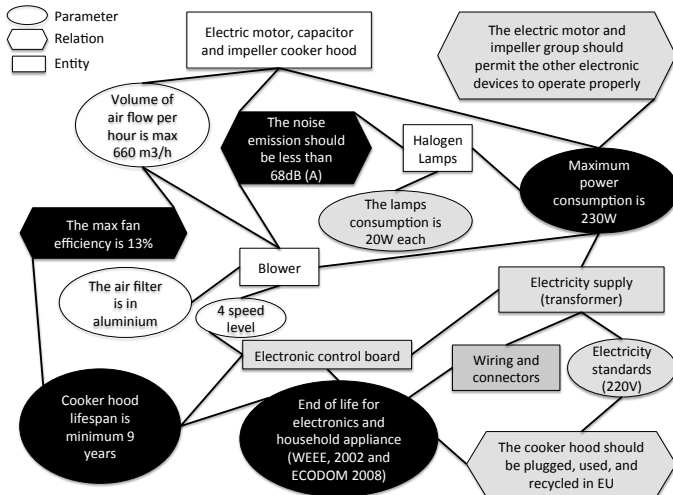 Parameter
Relation
Entity
Electric motor, capacitor
and impeller cooker hood
The electric motor and
impeller group should
permit the other electronic
devices to operate properly
Volume of
air flow per
hour is max
660 m3/h
The noise
emission should
be less than
68dB (A)
Halogen
Lamps
Maximum
power
consumption is
230W
The lamps
consumption is
20W each
The max fan
efficiency is 13%
Blower
The air filter
is in
aluminium
4 speed
level
Electricity supply
(transformer)
Electronic control board
Wiring and
connectors
Electricity
standards
(220V)
Cooker hood
lifespan is
minimum 9
years
End of life for
electronics and
household appliance
(WEEE, 2002 and
ECODOM 2008)
The cooker hood should
be plugged, used, and
recycled in EU